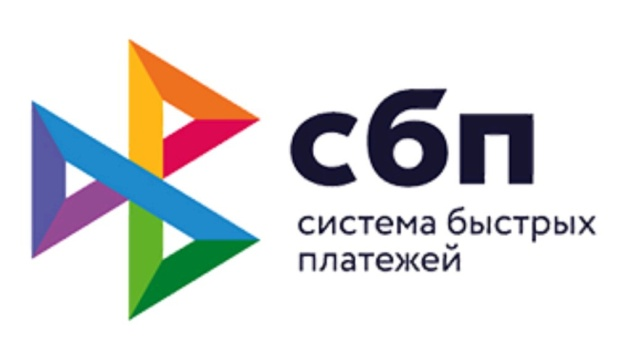 сбп
система быстрых
платежей